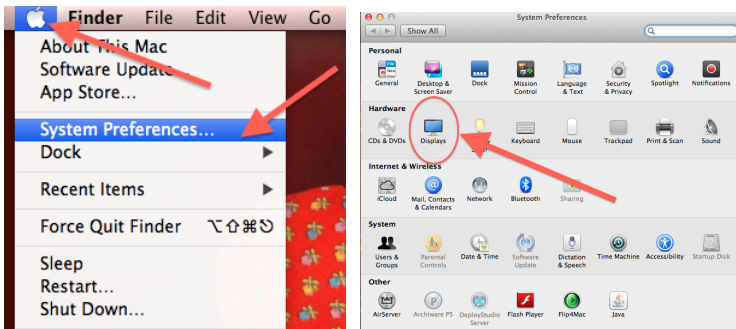 Finder File Edit View Go
About This Mac
Software Update...
App Store...
System Preferences...
Dock
Recent Items
Force Quit Finder ⌥⇧⌘⎋
Sleep
Restart...
Shut Down...
System Preferences
Show All
Personal
General
Desktop &
Screen Saver
Dock
Mission
Control
Language
& Text
Security
& Privacy
Spotlight
Notifications
Hardware
CDs & DVDs
Displays
Keyboard
Mouse
Trackpad
Print & Scan
Sound
Internet & Wireless
iCloud
Mail, Contacts
& Calendars
Network
Bluetooth
Sharing
System
Users &
Groups
Parental
Controls
Date & Time
Software
Update
Dictation
& Speech
Time Machine
Accessibility
Startup Disk
Other
AirServer
Archiware P5
DeployStudio
Server
Flash Player
Flip4Mac
Java